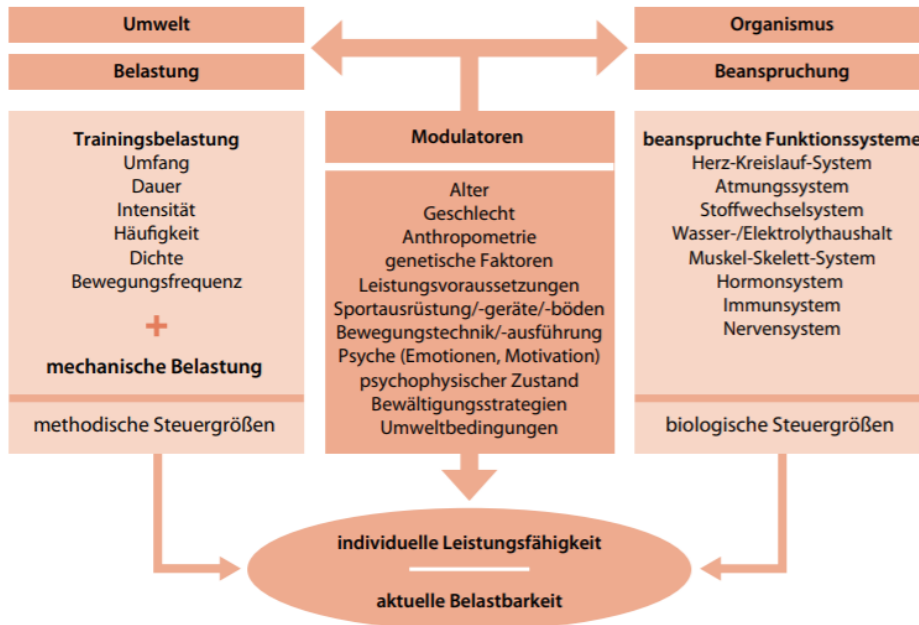 Umwelt
Belastung
Trainingsbelastung
Umfang
Dauer
Intensität
Häufigkeit
Dichte
Bewegungsfrequenz
+
mechanische Belastung
methodische Steuergrößen
Modulatoren
Alter
Geschlecht
Anthropometrie
genetische Faktoren
Leistungsvoraussetzungen
Sportausrüstung/-geräte/-böden
Bewegungstechnik/-ausführung
Psyche (Emotionen, Motivation)
psychophysischer Zustand
Bewältigungsstrategien
Umweltbedingungen
Organismus
Beanspruchung
beanspruchte Funktionssysteme
Herz-Kreislauf-System
Atmungssystem
Stoffwechselsystem
Wasser-/Elektrolythaushalt
Muskel-Skelett-System
Hormonsystem
Immunsystem
Nervensystem
biologische Steuergrößen
individuelle Leistungsfähigkeit
aktuelle Belastbarkeit